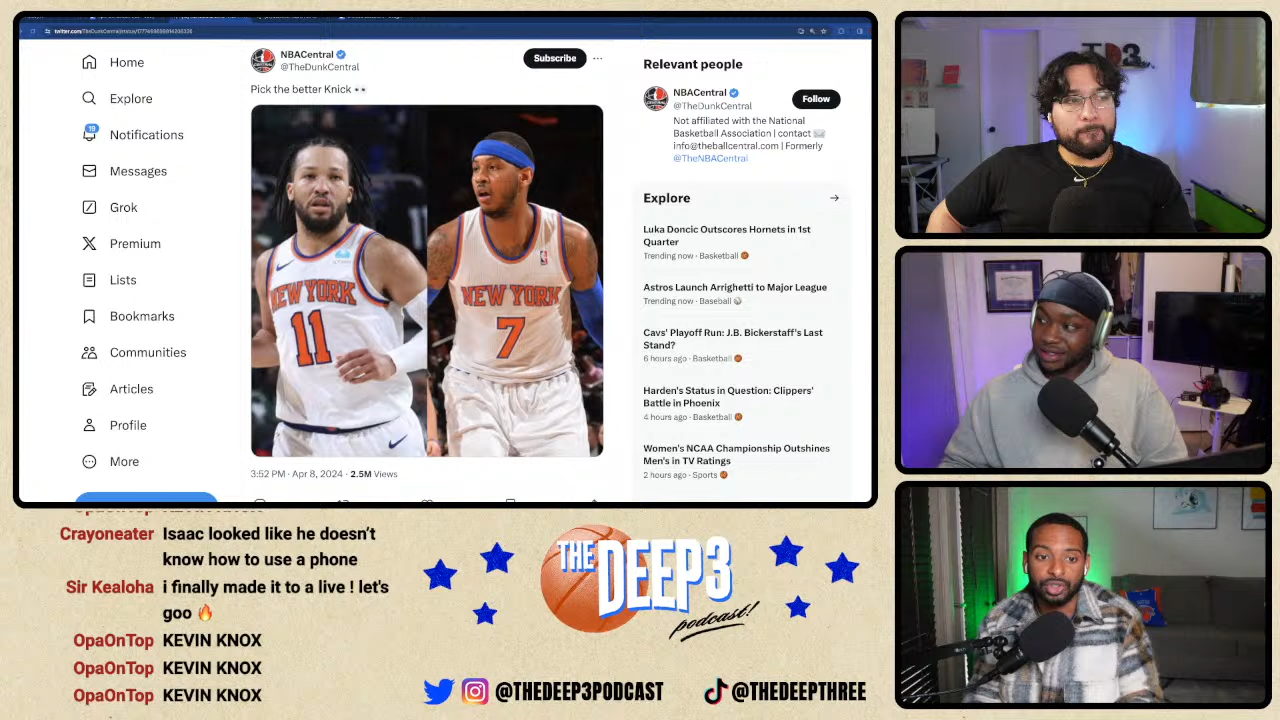 Home
Explore
19
Notifications
Messages
Grok
Premium
Lists
Bookmarks
Communities
Articles
Profile
More
NBACentral
@TheDunkCentral
Subscribe
Pick the better Knick 👀
NEW YORK
11
NEW YORK
7
3:52 PM · Apr 8, 2024 · 2.5M Views
Relevant people
NBACentral
@TheDunkCentral
Follow
Not affiliated with the National
Basketball Association | contact ✉️
info@theballcentral.com | Formerly
@TheNBACentral
Explore
Luka Doncic Outscores Hornets in 1st
Quarter
Trending now · Basketball 🏀
Astros Launch Arrighetti to Major League
Trending now · Baseball ⚾
Cavs' Playoff Run: J.B. Bickerstaff's Last
Stand?
6 hours ago · Basketball 🏀
Harden's Status in Question: Clippers'
Battle in Phoenix
4 hours ago · Basketball 🏀
Women's NCAA Championship Outshines
Men's in TV Ratings
2 hours ago · Sports 🏀
Crayoneater Isaac looked like he doesn't
know how to use a phone
Sir Kealoha i finally made it to a live ! let's
goo 🔥
OpaOnTop KEVIN KNOX
OpaOnTop KEVIN KNOX
OpaOnTop KEVIN KNOX
THE
DEEP3
podcast!
@THEDEEP3PODCAST
@THEDEEPTHREE